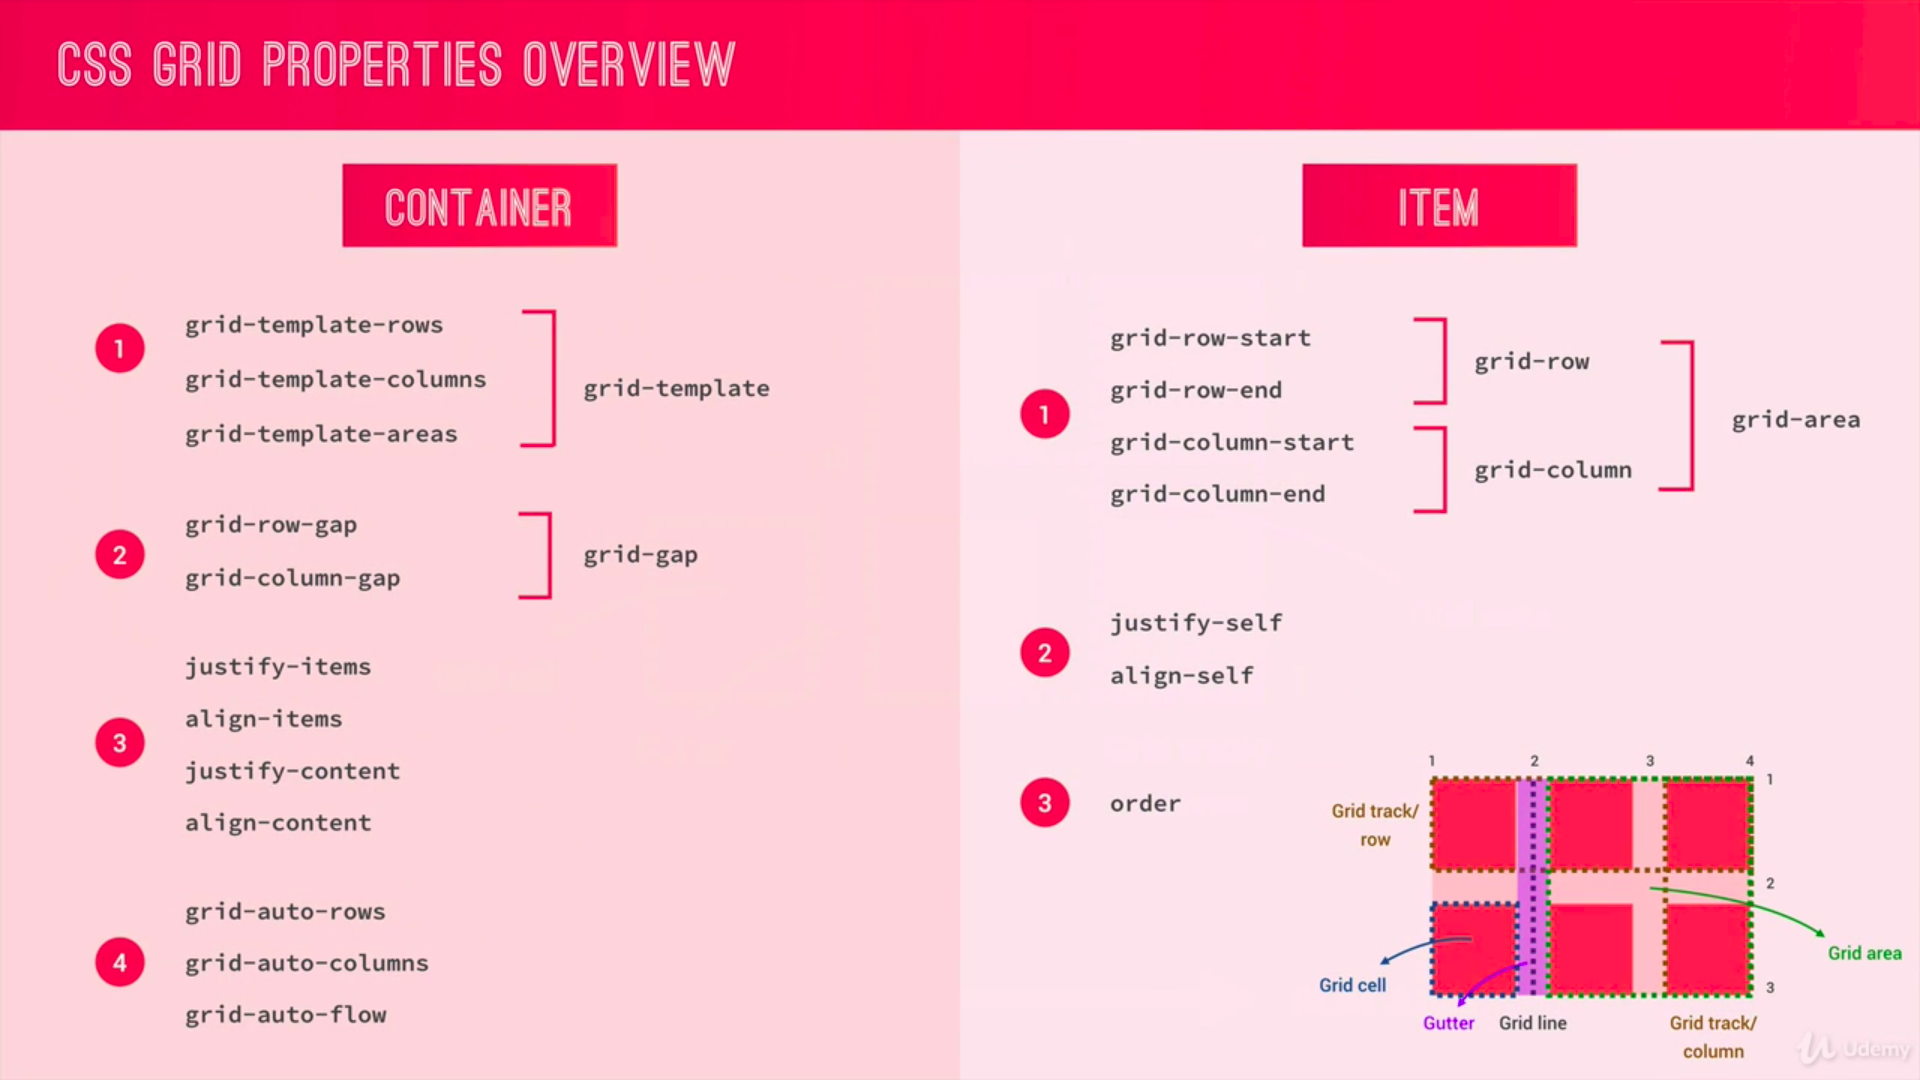 CSS GRID PROPERTIES OVERVIEW
CONTAINER
1
grid-template-rows
grid-template-columns
grid-template-areas
grid-template
2
grid-row-gap
grid-column-gap
grid-gap
3
justify-items
align-items
justify-content
align-content
4
grid-auto-rows
grid-auto-columns
grid-auto-flow
ITEM
1
grid-row-start
grid-row-end
grid-column-start
grid-column-end
grid-row
grid-column
grid-area
2
justify-self
align-self
3
order
1 2 3 4
1
2
3
Grid track/
row
Grid cell
Gutter
Grid line
Grid track/
column
Grid area
Udemy